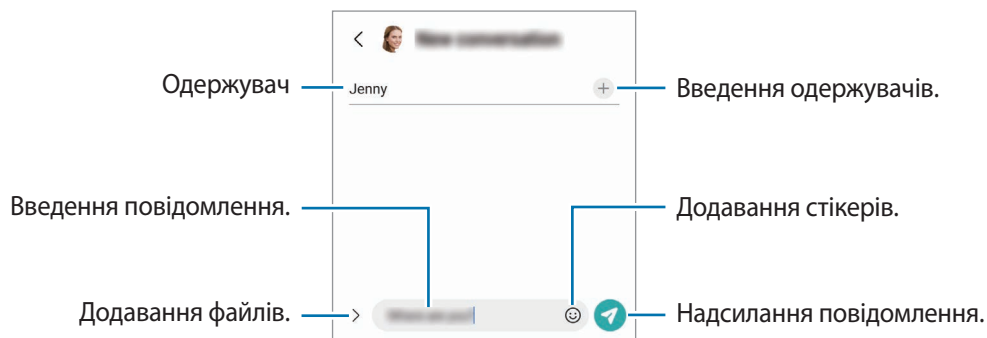 Одержувач
Jenny
Введення одержувачів.
Введення повідомлення.
Додавання стікерів.
Додавання файлів.
Надсилання повідомлення.